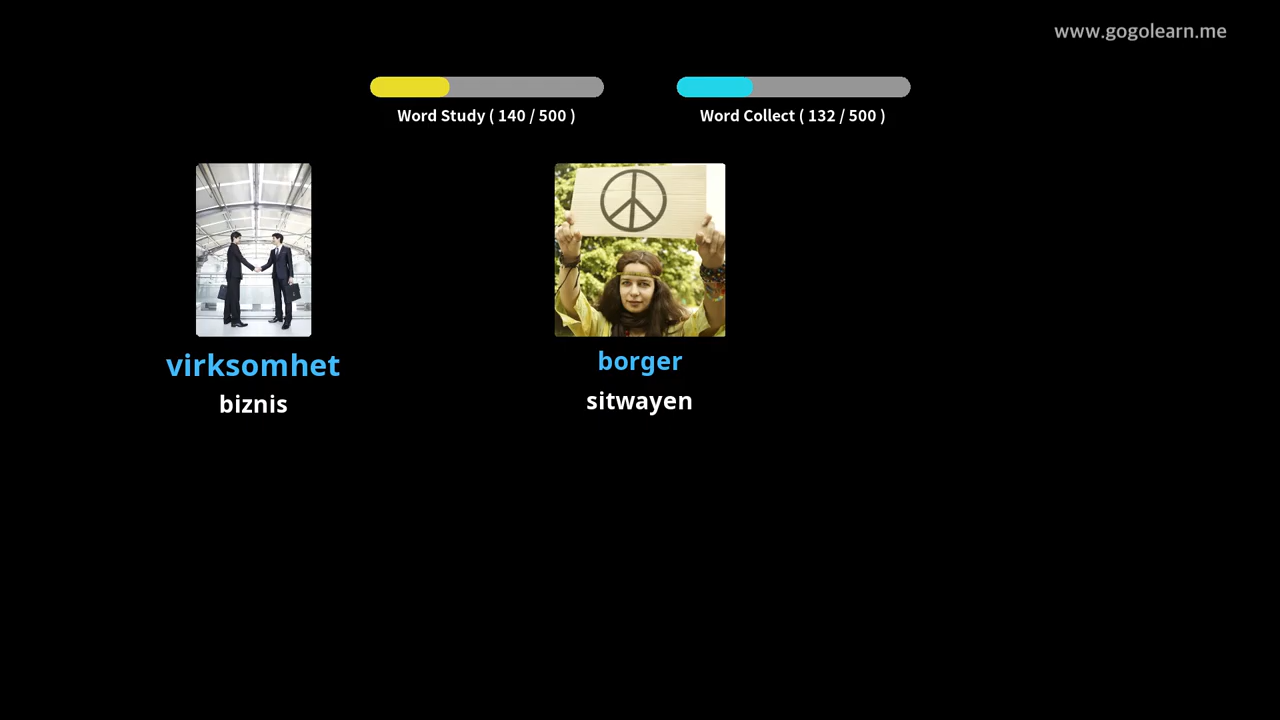 www.gogolearn.me
Word Study ( 140 / 500 )
Word Collect ( 132 / 500 )
virksomhet
biznis
borger
sitwayen